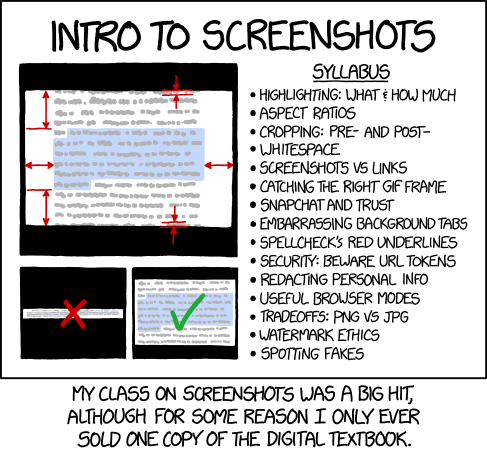 INTRO TO SCREENSHOTS
SYLLABUS
• HIGHLIGHTING: WHAT & HOW MUCH
• ASPECT RATIOS
• CROPPING: PRE- AND POST-
• WHITESPACE
• SCREENSHOTS VS LINKS
• CATCHING THE RIGHT GIF FRAME
• SNAPCHAT AND TRUST
• EMBARRASSING BACKGROUND TABS
• SPELLCHECK'S RED UNDERLINES
• SECURITY: BEWARE URL TOKENS
• REDACTING PERSONAL INFO
• USEFUL BROWSER MODES
• TRADEOFFS: PNG VS JPG
• WATERMARK ETHICS
• SPOTTING FAKES
MY CLASS ON SCREENSHOTS WAS A BIG HIT,
ALTHOUGH FOR SOME REASON I ONLY EVER
SOLD ONE COPY OF THE DIGITAL TEXTBOOK.